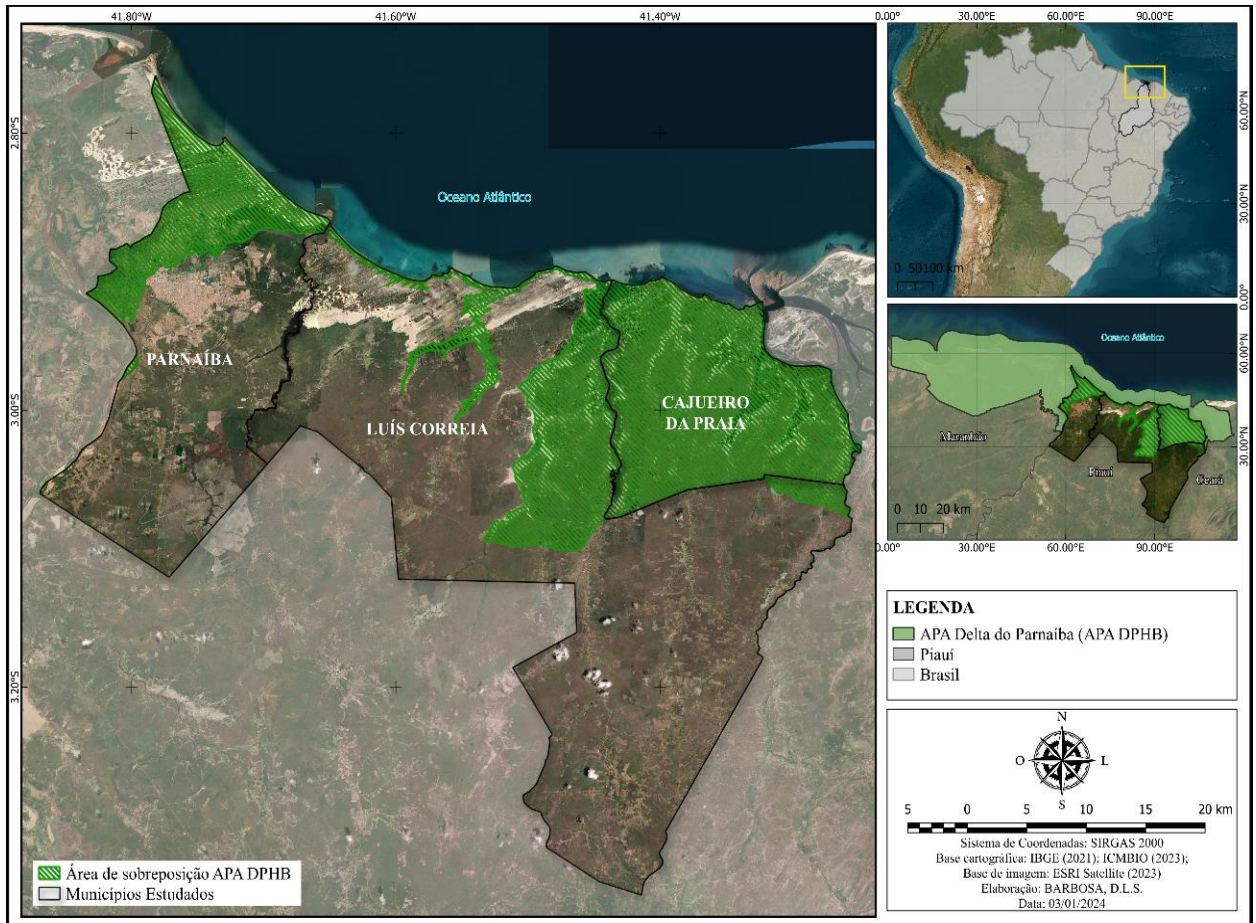 41.80°W
41.60°W
41.40°W
2.80°S
3.00°S
3.20°S
Oceano Atlântico
PARNAÍBA
LUÍS CORREIA
CAJUEIRO
DA PRAIA
Área de sobreposição APA DPHB
Municípios Estudados
0.00°
30.00°E
60.00°E
90.00°E
60.00°N
30.00°N
0.00°
0 50100 km
Oceano Atlântico
Maranhão
Piauí
Ceará
60.00°N
30.00°N
0 10 20 km
0.00°
30.00°E
60.00°E
90.00°E
LEGENDA
APA Delta do Parnaíba (APA DPHB)
Piauí
Brasil
N
O
L
S
5 0 5 10 15 20 km
Sistema de Coordenadas: SIRGAS 2000
Base cartográfica: IBGE (2021); ICMBIO (2023);
Base de imagem: ESRI Satellite (2023)
Elaboração: BARBOSA, D.L.S.
Data: 03/01/2024